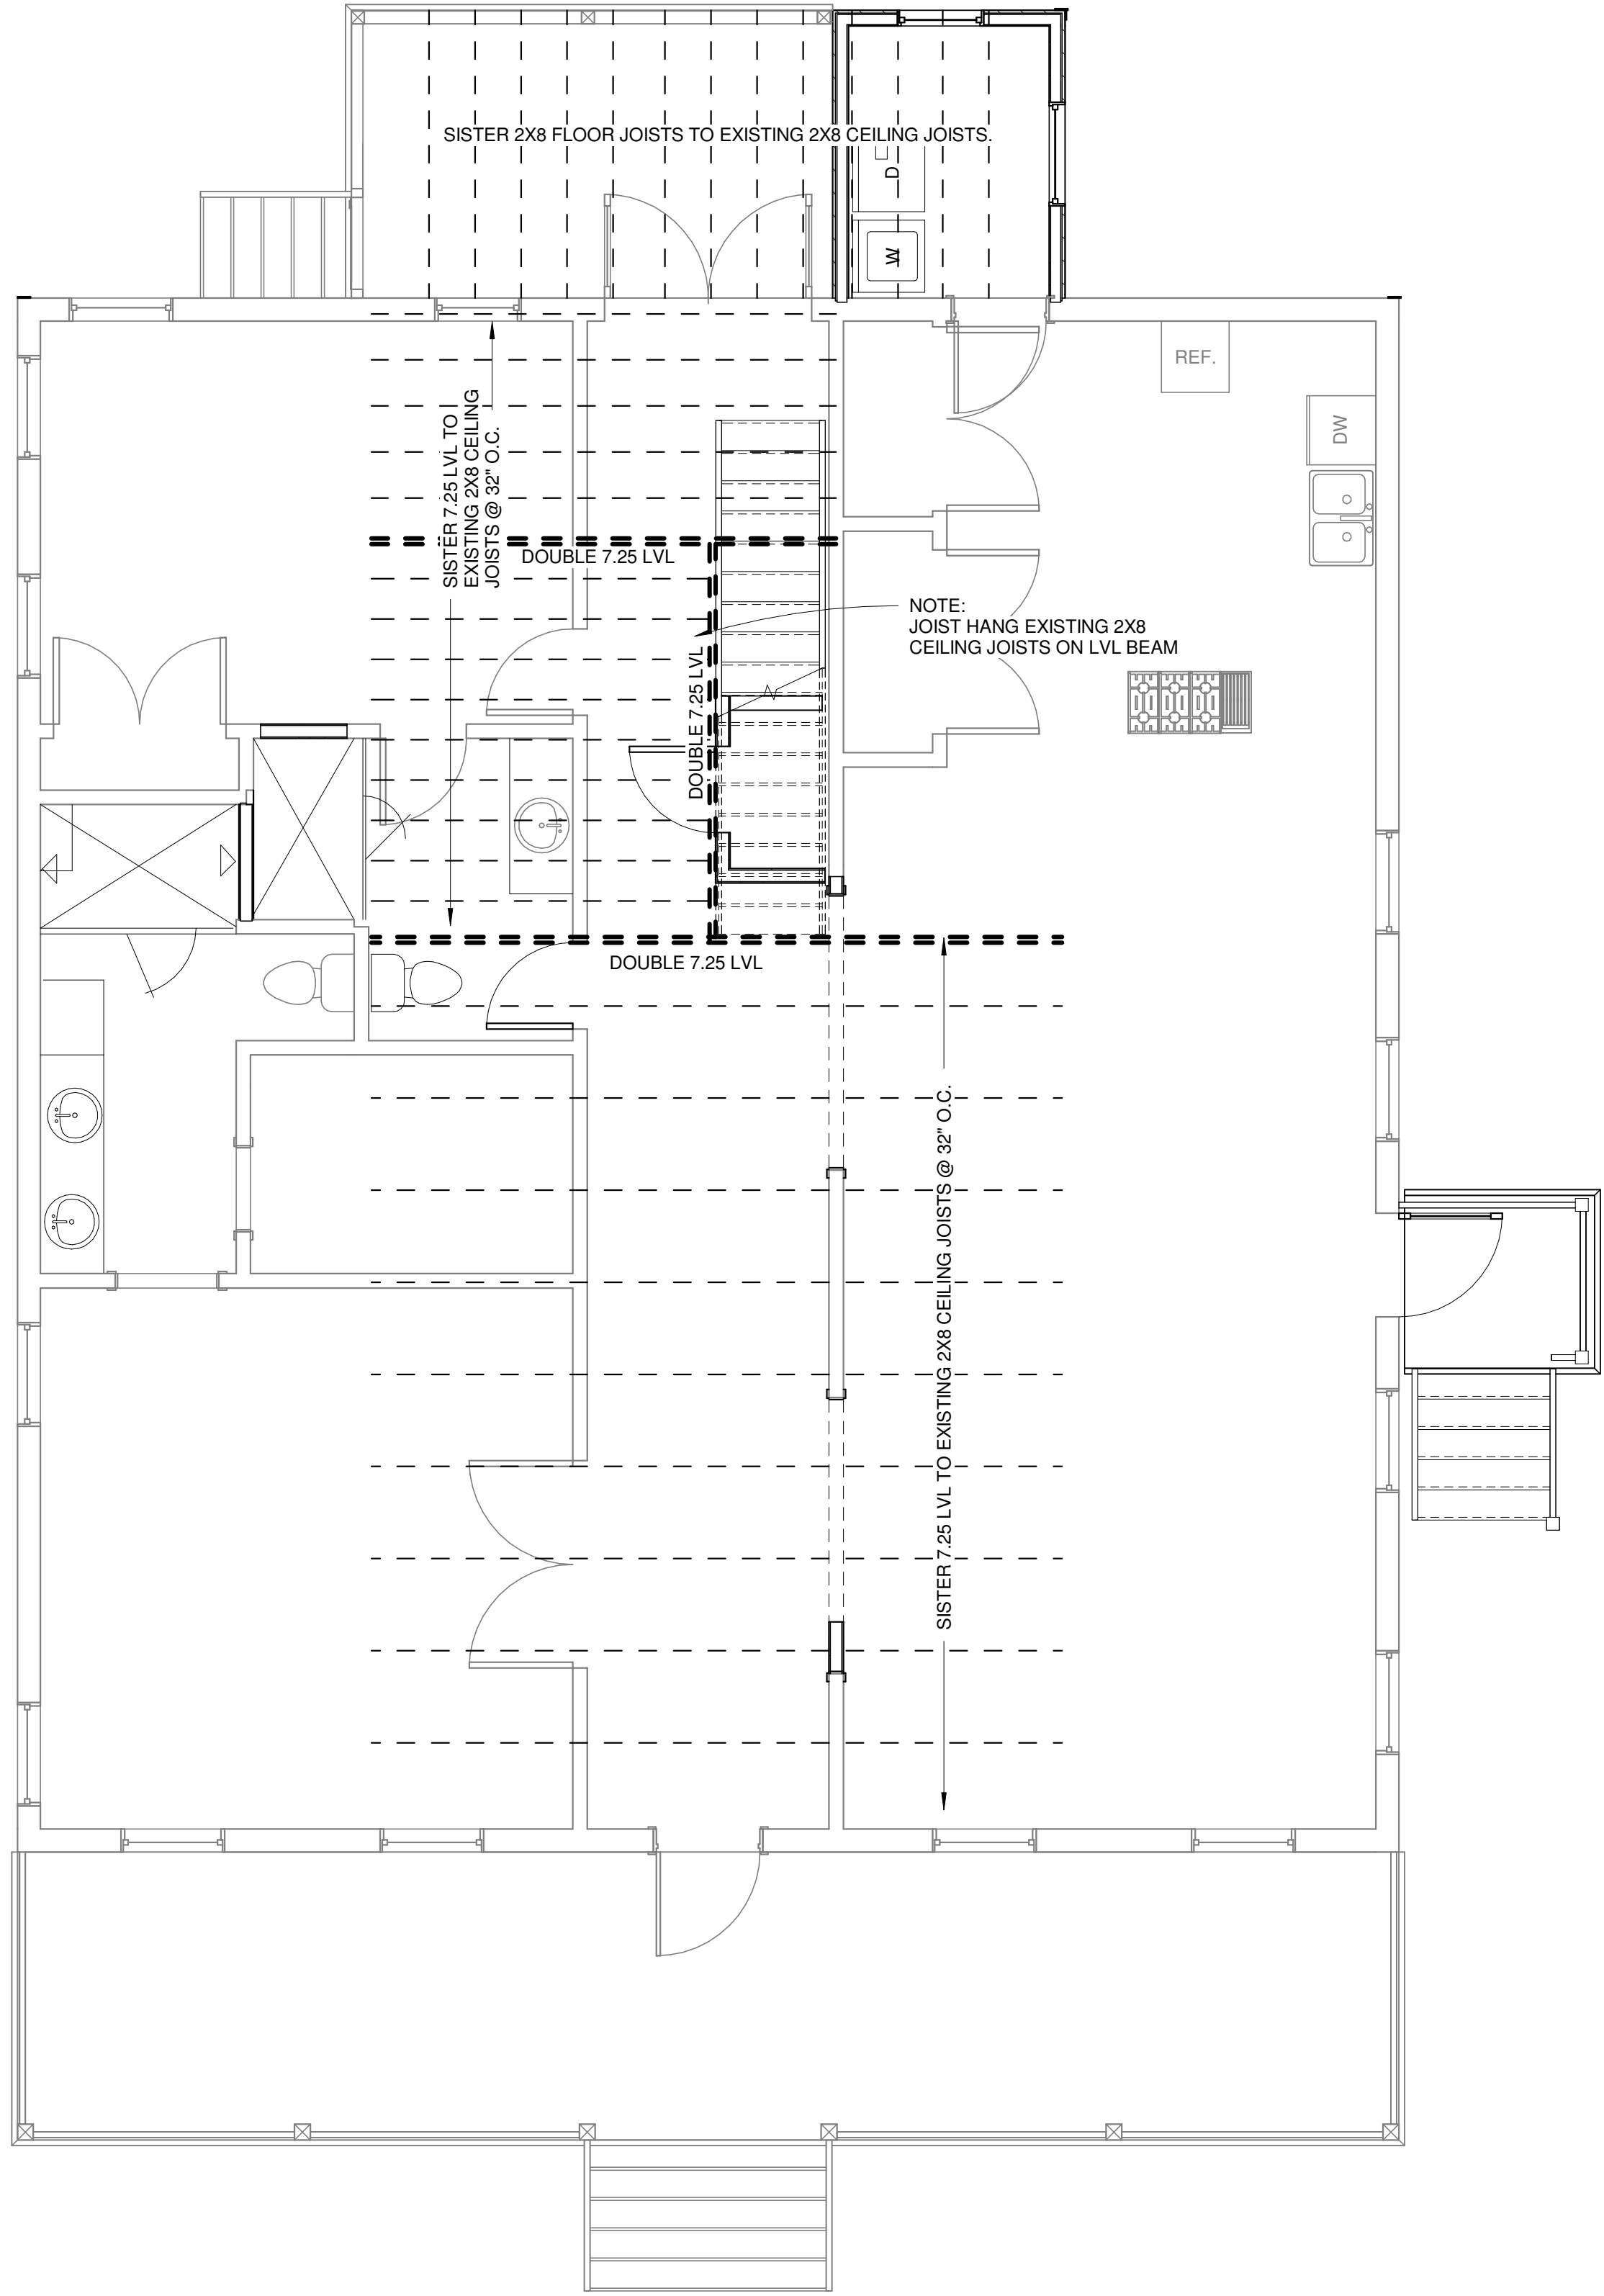 SISTER 2X8 FLOOR JOISTS TO EXISTING 2X8 CEILING JOISTS.
D
W
REF.
DW
SISTER 7.25 LVL TO
EXISTING 2X8 CEILING
JOISTS @ 32" O.C.
DOUBLE 7.25 LVL
NOTE:
JOIST HANG EXISTING 2X8
CEILING JOISTS ON LVL BEAM
DOUBLE 7.25 LVL
DOUBLE 7.25 LVL
SISTER 7.25 LVL TO EXISTING 2X8 CEILING JOISTS @ 32" O.C.